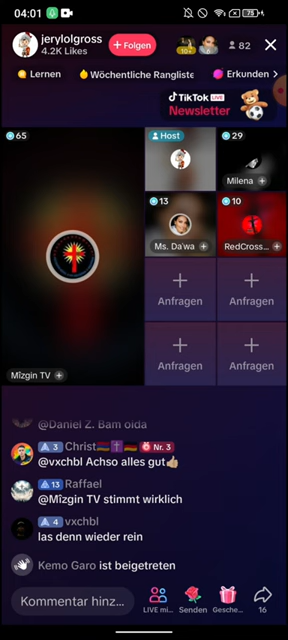 04:01
75
jerylolgross
4.2K Likes
+ Folgen
10+
82
Lernen
Wöchentliche Rangliste
Erkunden
TikTok LIVE
Newsletter
65
Host
29
Milena
13
10
Ms. Da'wa
RedCross...
Anfragen
Anfragen
Anfragen
Anfragen
Mîzgin TV
@Daniel Z. Bam oida
3 Christ Nr. 3
@vxchbl Achso alles gut👍
13 Raffael
@Mîzgin TV stimmt wirklich
4 vxchbl
las denn wieder rein
Kemo Garo ist beigetreten
Kommentar hinz...
LIVE mi...
Senden
Gesche...
16